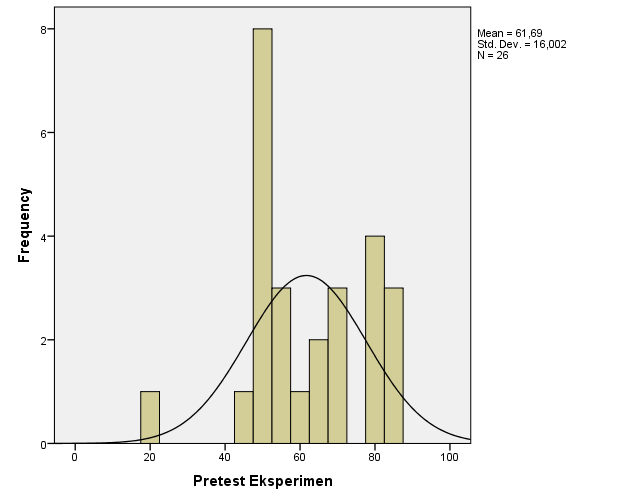 Mean = 61,69
Std. Dev. = 16,002
N = 26
8
6
4
2
0
Frequency
0 20 40 60 80 100
Pretest Eksperimen